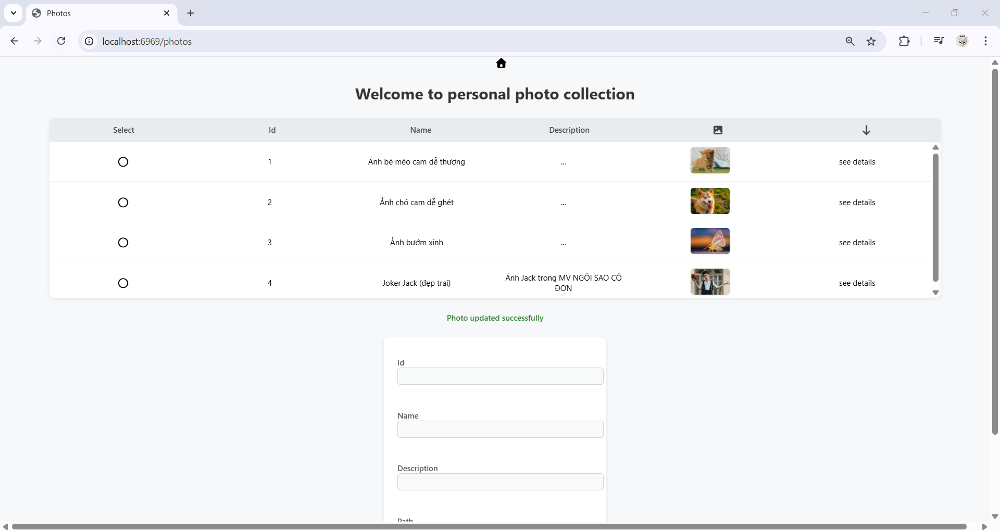 Photos
localhost:6969/photos
Welcome to personal photo collection
Select Id Name Description
1 Ảnh bé mèo cam dễ thương ... see details
2 Ảnh chó cam dễ ghét ... see details
3 Ảnh bướm xinh ... see details
4 Joker Jack (đẹp trai) Ảnh Jack trong MV NGÔI SAO CÔ ĐƠN see details
Photo updated successfully
Id
Name
Description
Path